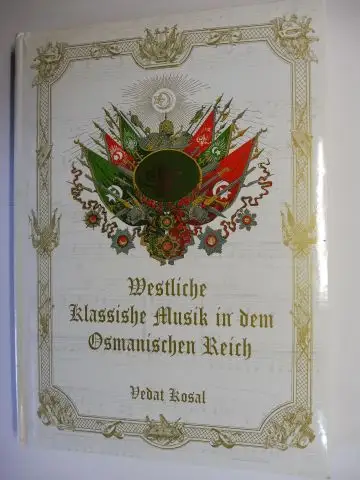 Westliche
Klassishe Musik in dem
Osmanischen Reich
Vedat Kosal